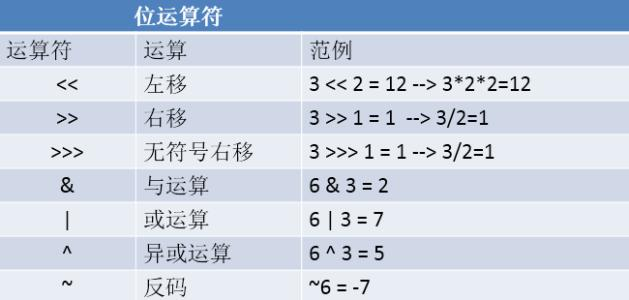 位运算符
运算符 运算 范例
<< 左移 3 << 2 = 12 --> 3*2*2=12
>> 右移 3 >> 1 = 1 --> 3/2=1
>>> 无符号右移 3 >>> 1 = 1 --> 3/2=1
& 与运算 6 & 3 = 2
| 或运算 6 | 3 = 7
^ 异或运算 6 ^ 3 = 5
~ 反码 ~6 = -7